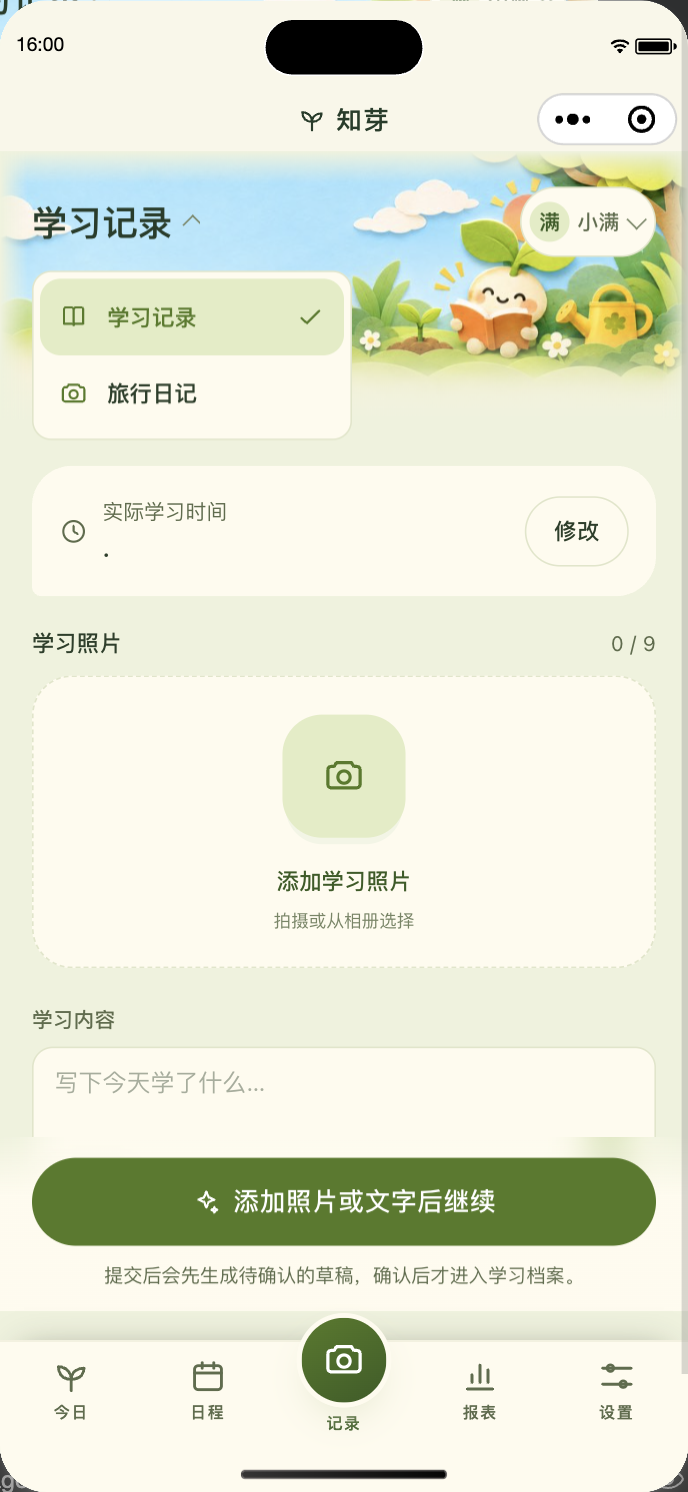 16:00
知芽
学习记录
满 小满
学习记录
旅行日记
实际学习时间
.
修改
学习照片
0 / 9
添加学习照片
拍摄或从相册选择
学习内容
写下今天学了什么...
添加照片或文字后继续
提交后会先生成待确认的草稿，确认后才进入学习档案。
今日
日程
记录
报表
设置